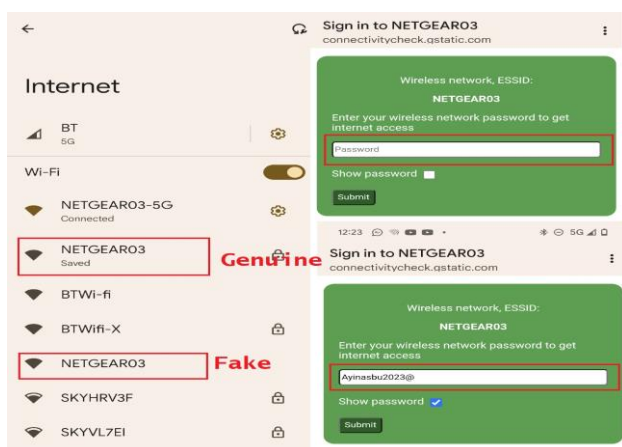 Internet
BT
5G
Wi-Fi
NETGEAR03-5G
Connected
NETGEAR03
Saved
Genuine
BTWi-fi
BTWifi-X
NETGEAR03
Fake
SKYHRV3F
SKYVL7EI
Sign in to NETGEAR03
connectivitycheck.gstatic.com
Wireless network, ESSID:
NETGEAR03
Enter your wireless network password to get
internet access
Password
Show password
Submit
12:23
5G
Sign in to NETGEAR03
connectivitycheck.gstatic.com
Wireless network, ESSID:
NETGEAR03
Enter your wireless network password to get
internet access
Ayinasbu2023@
Show password
Submit